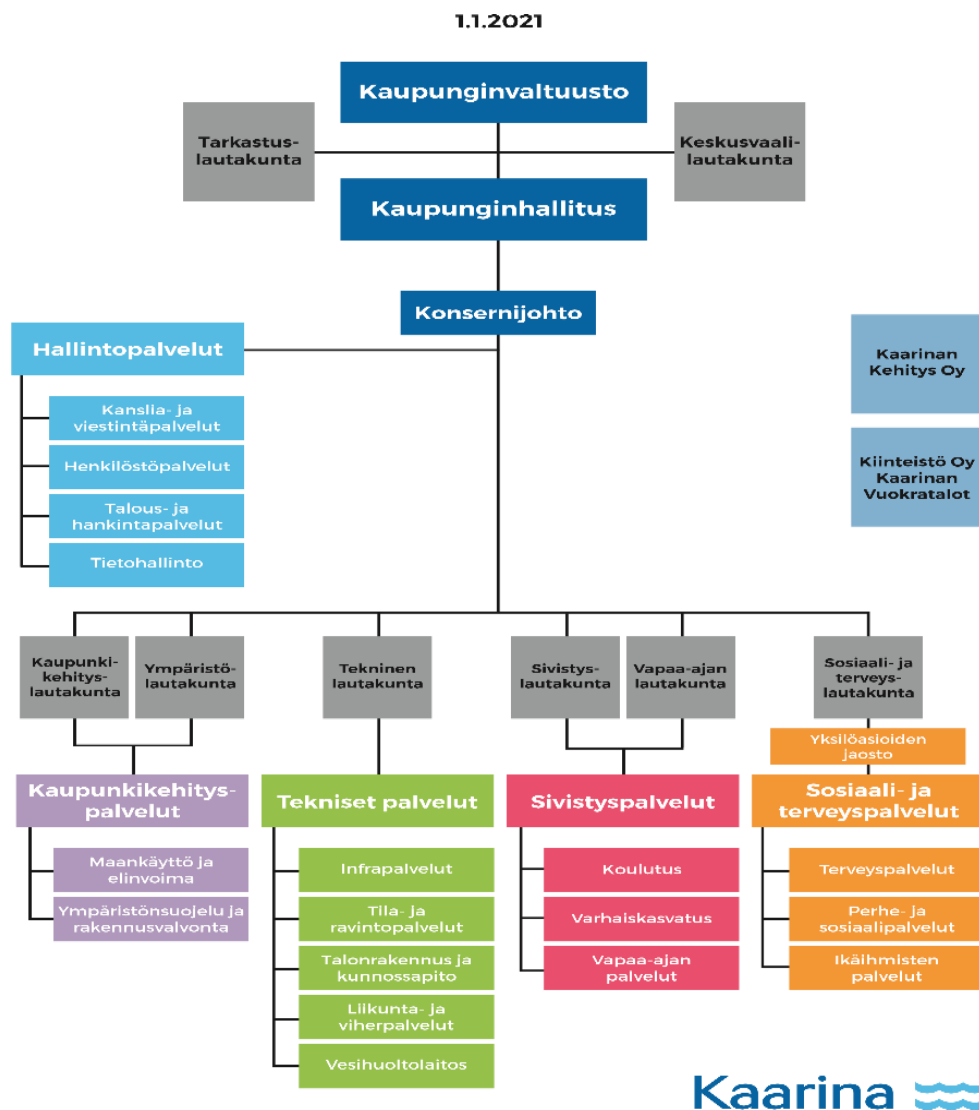 1.1.2021
Kaupunginvaltuusto
Tarkastus-
lautakunta
Keskusvaali-
lautakunta
Kaupunginhallitus
Konsernijohto
Hallintopalvelut
Kanslia- ja
viestintäpalvelut
Henkilöstöpalvelut
Talous- ja
hankintapalvelut
Tietohallinto
Kaarinan
Kehitys Oy
Kiinteistö Oy
Kaarinan
Vuokratalot
Kaupunki-
kehitys-
lautakunta
Ympäristö-
lautakunta
Tekninen
lautakunta
Sivistys-
lautakunta
Vapaa-ajan
lautakunta
Sosiaali- ja
terveys-
lautakunta
Yksilöasioiden
jaosto
Kaupunkikehitys-
palvelut
Maankäyttö ja
elinvoima
Ympäristönsuojelu ja
rakennusvalvonta
Tekniset palvelut
Infrapalvelut
Tila- ja
ravintopalvelut
Talonrakennus ja
kunnossapito
Liikunta- ja
viherpalvelut
Vesihuoltolaitos
Sivistyspalvelut
Koulutus
Varhaiskasvatus
Vapaa-ajan
palvelut
Sosiaali- ja
terveyspalvelut
Terveyspalvelut
Perhe- ja
sosiaalipalvelut
Ikäihmisten
palvelut
Kaarina